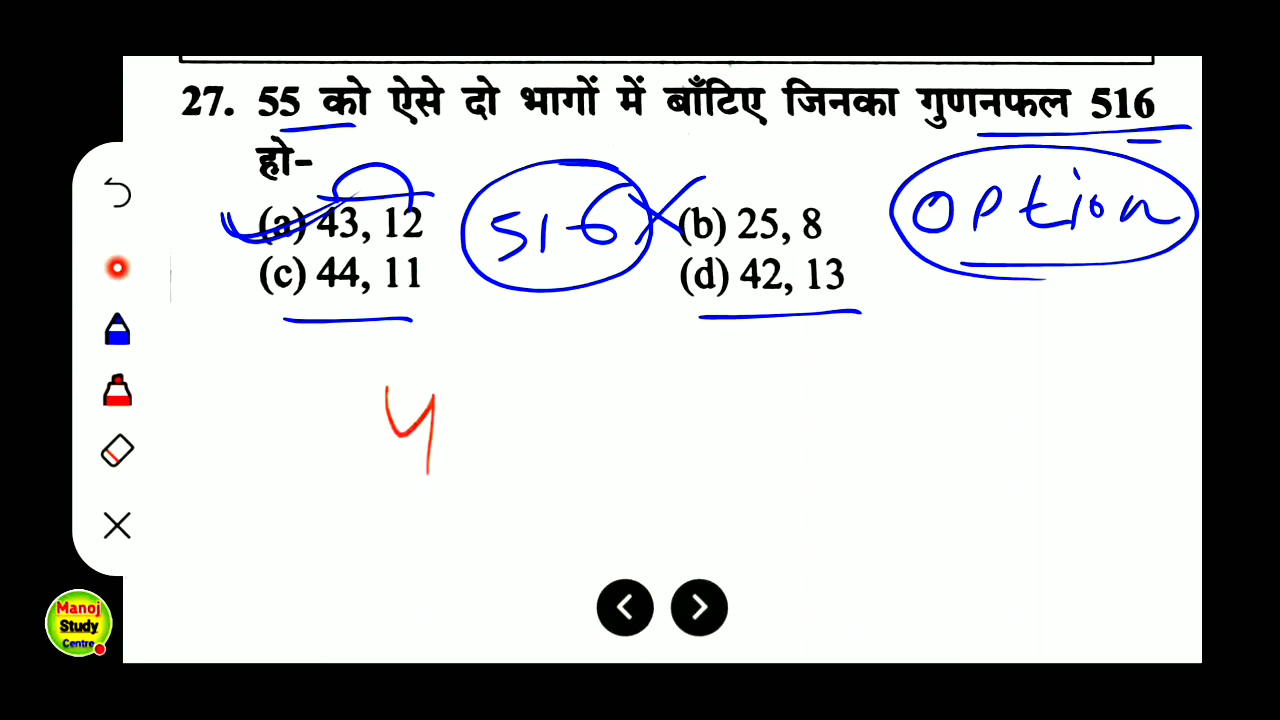 27. 55 को ऐसे दो भागों में बाँटिए जिनका गुणनफल 516
हो-
option
(a) 43, 12
516
(b) 25, 8
(c) 44, 11
(d) 42, 13
Manoj
Study
Centre